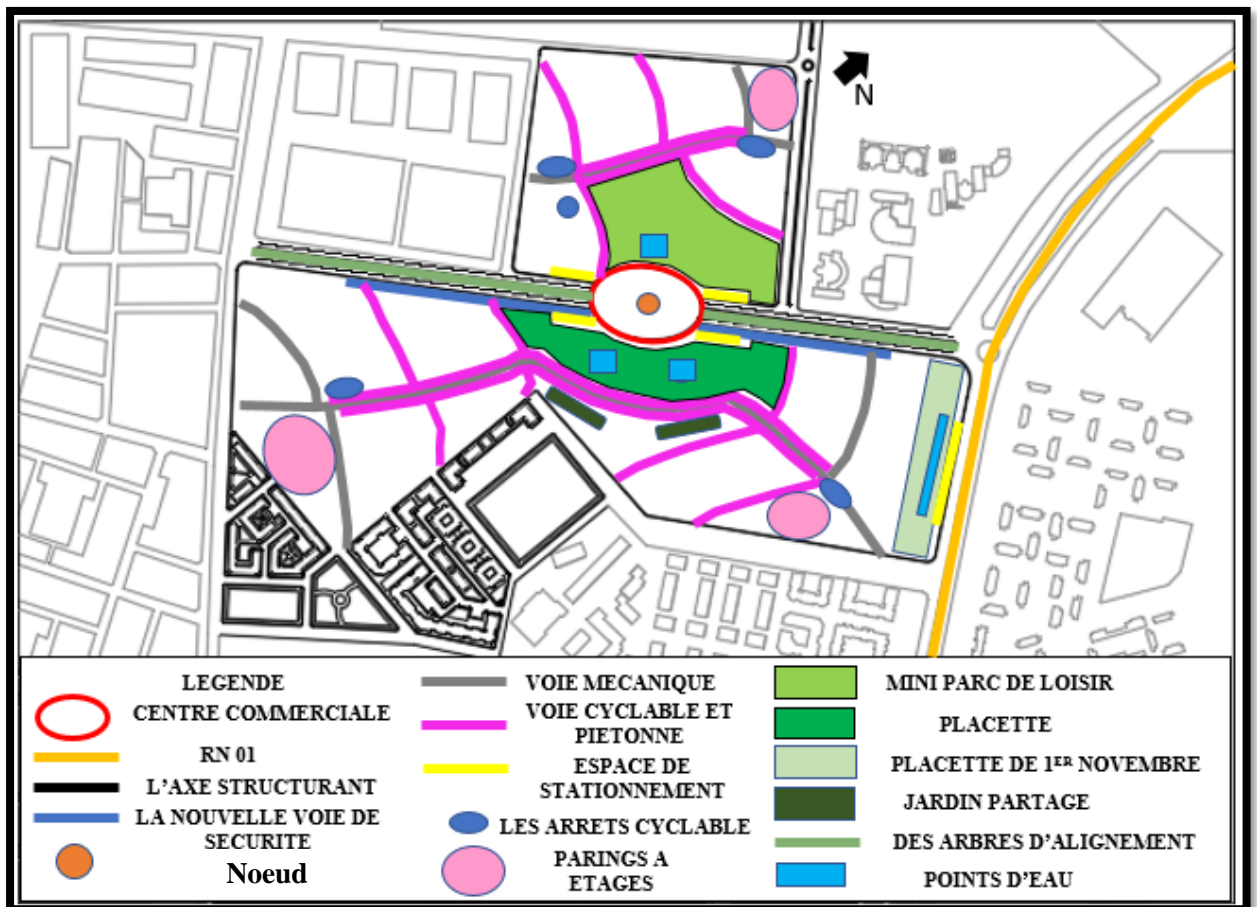 N
LEGENDE
CENTRE COMMERCIALE
RN 01
L'AXE STRUCTURANT
LA NOUVELLE VOIE DE
SECURITE
Noeud
VOIE MECANIQUE
VOIE CYCLABLE ET
PIETONNE
ESPACE DE
STATIONNEMENT
LES ARRETS CYCLABLE
PARINGS A
ETAGES
MINI PARC DE LOISIR
PLACETTE
PLACETTE DE 1ER NOVEMBRE
JARDIN PARTAGE
DES ARBRES D'ALIGNEMENT
POINTS D'EAU